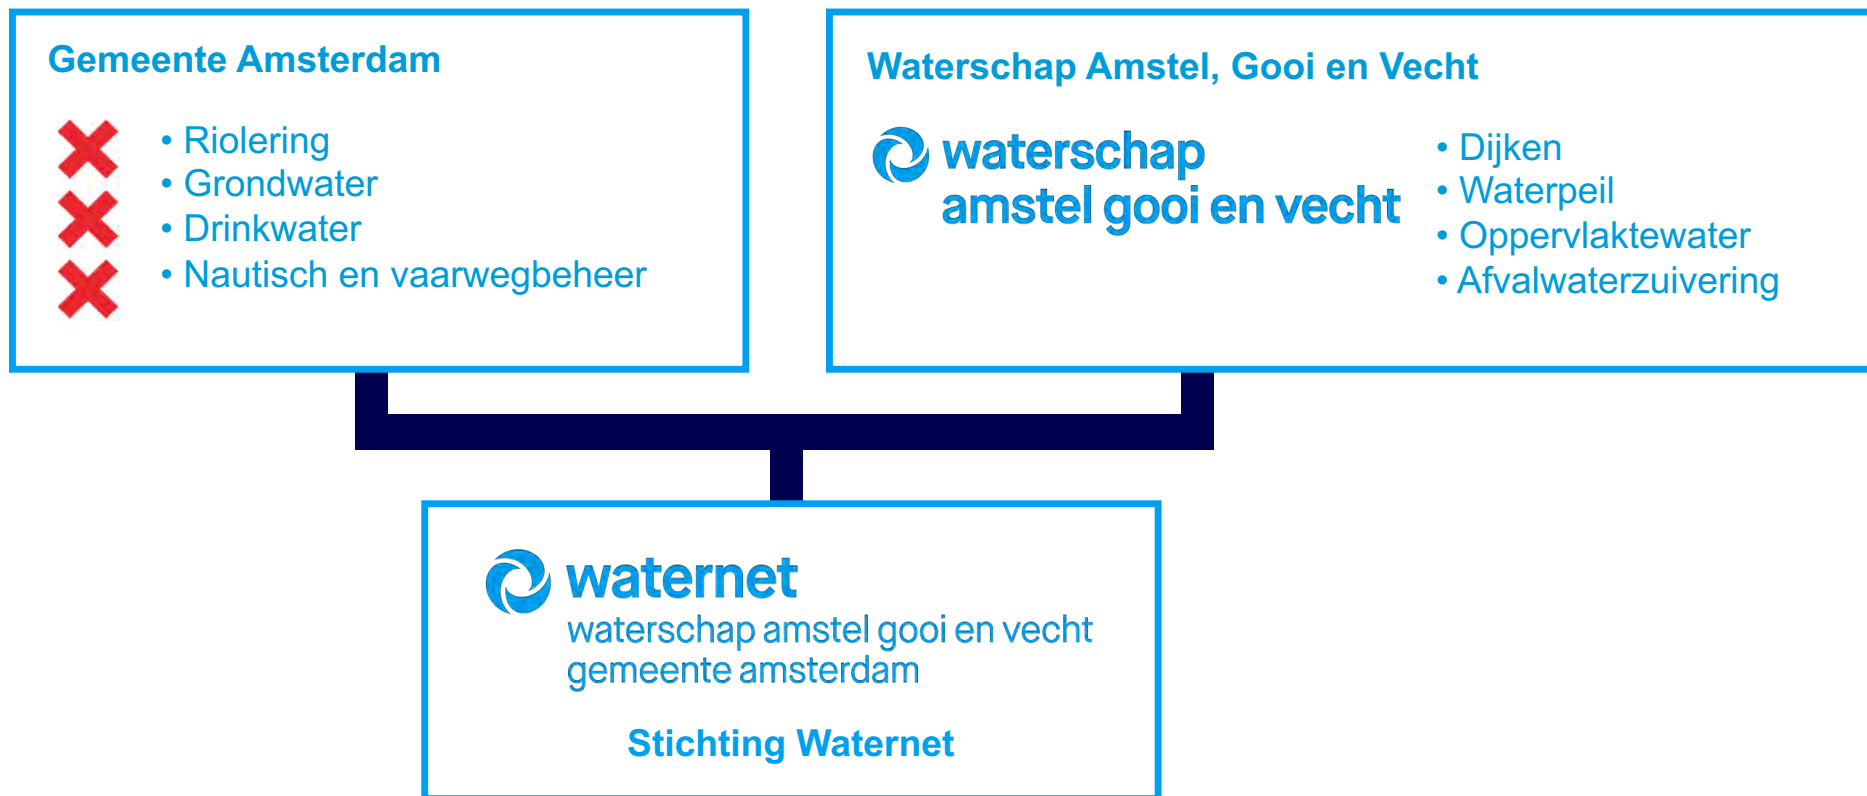 Gemeente Amsterdam
• Riolering
• Grondwater
• Drinkwater
• Nautisch en vaarwegbeheer
Waterschap Amstel, Gooi en Vecht
waterschap
amstel gooi en vecht
• Dijken
• Waterpeil
• Oppervlaktewater
• Afvalwaterzuivering
waternet
waterschap amstel gooi en vecht
gemeente amsterdam
Stichting Waternet